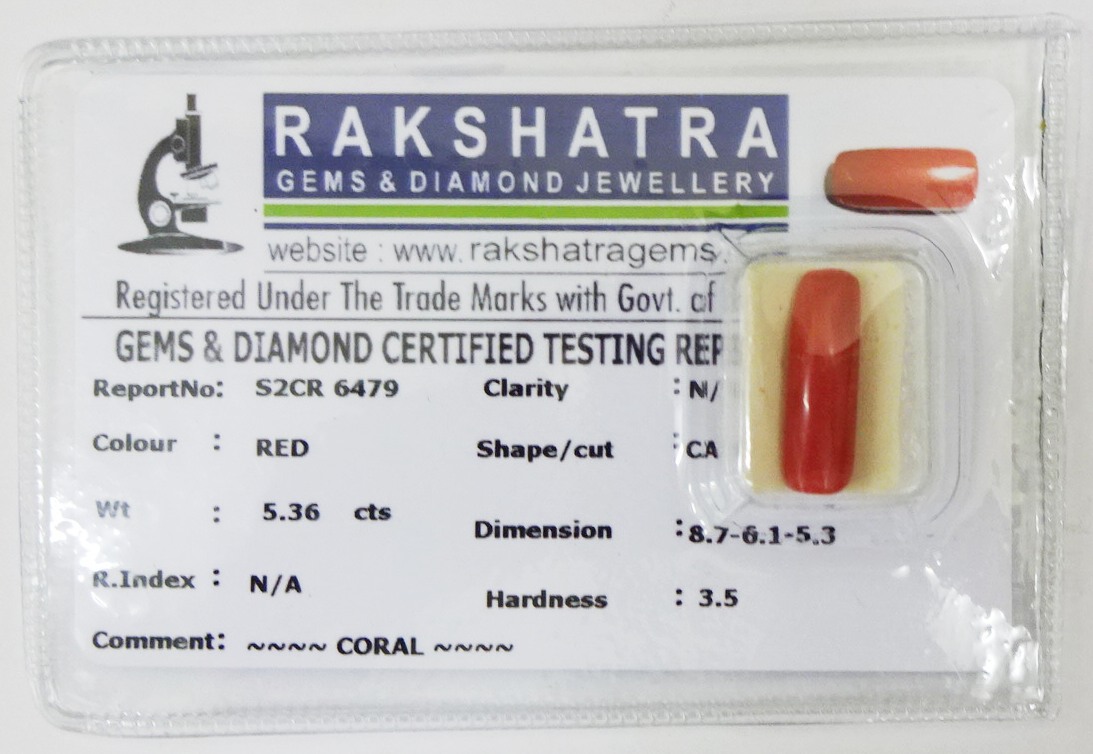 RAKSHATRA
GEMS & DIAMOND JEWELLERY
website : www. rakshatragems.
Registered Under The Trade Marks with Govt. of
GEMS & DIAMOND CERTIFIED TESTING REP
ReportNo: S2CR 6479 Clarity : N/
Colour : RED Shape/cut : CA
Wt : 5.36 cts Dimension : 8.7-6.1-5.3
R.Index : N/A Hardness : 3.5
Comment: ~~~~ CORAL ~~~~